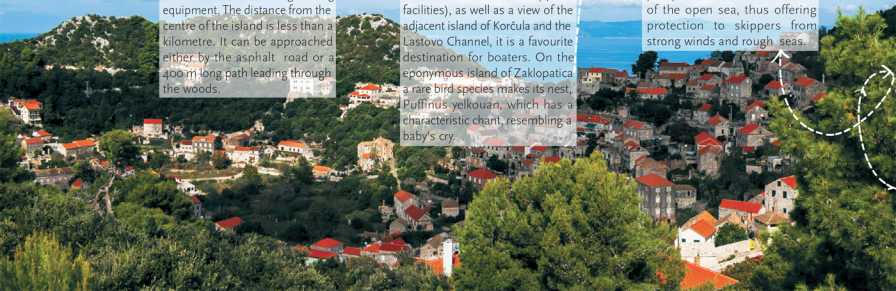 equipment. The distance from the
centre of the island is less than a
kilometre. It can be approached
either by the asphalt road or a
400 m long path leading through
the woods.
facilities), as well as a view of the
adjacent island of Korčula and the
Lastovo Channel, it is a favourite
destination for boaters. On the
eponymous island of Zaklopatica
a rare bird species makes its nest,
Puffinus yelkouan, which has a
characteristic chant, resembling a
baby's cry.
of the open sea, thus offering
protection to skippers from
strong winds and rough seas.